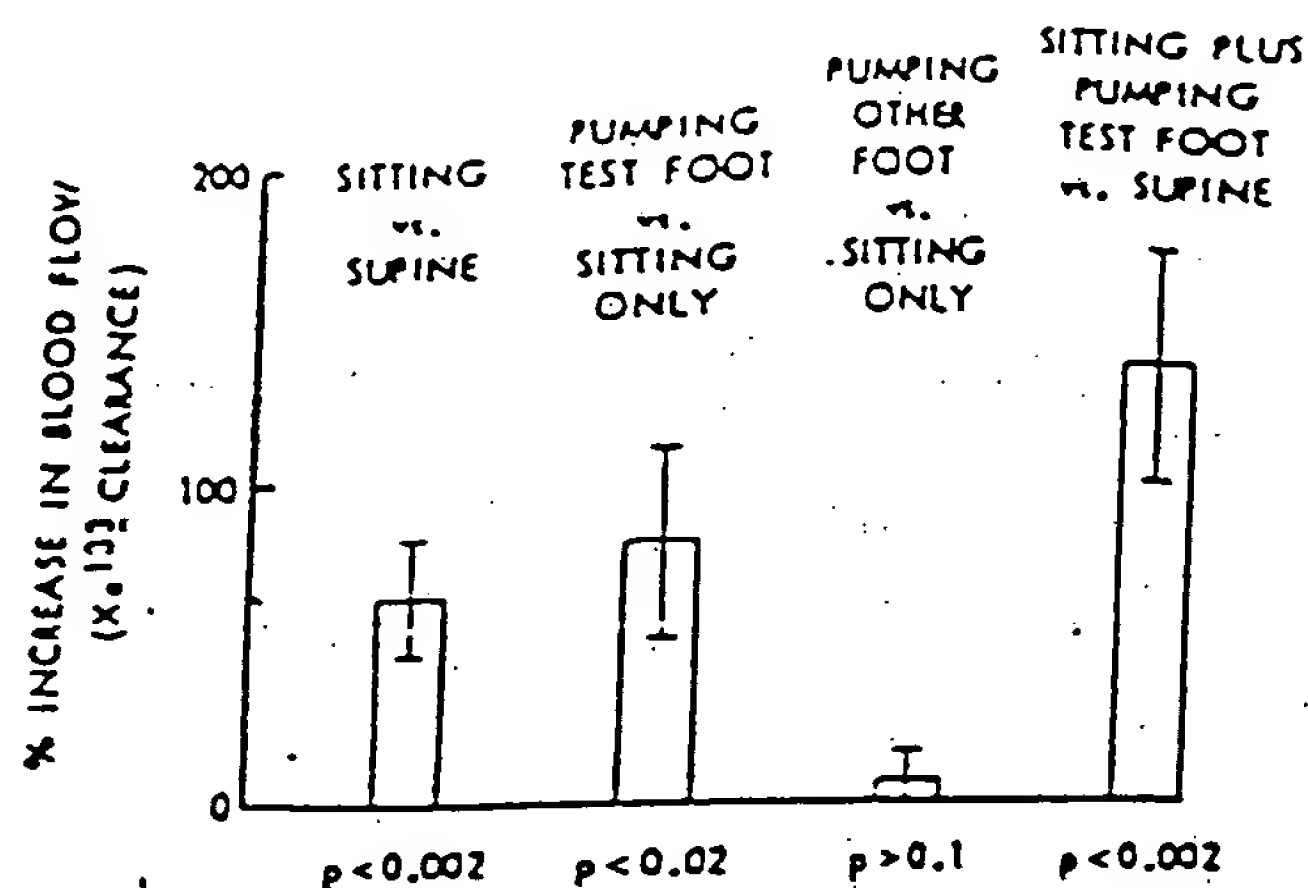 % INCREASE IN BLOOD FLOW
(Xe133 CLEARANCE)
200
100
0
SITTING
vs.
SUPINE
PUMPING
TEST FOOT
vs.
SITTING
ONLY
PUMPING
OTHER
FOOT
vs.
SITTING
ONLY
SITTING PLUS
PUMPING
TEST FOOT
vs. SUPINE
p<0.002
p<0.02
p>0.1
p<0.002